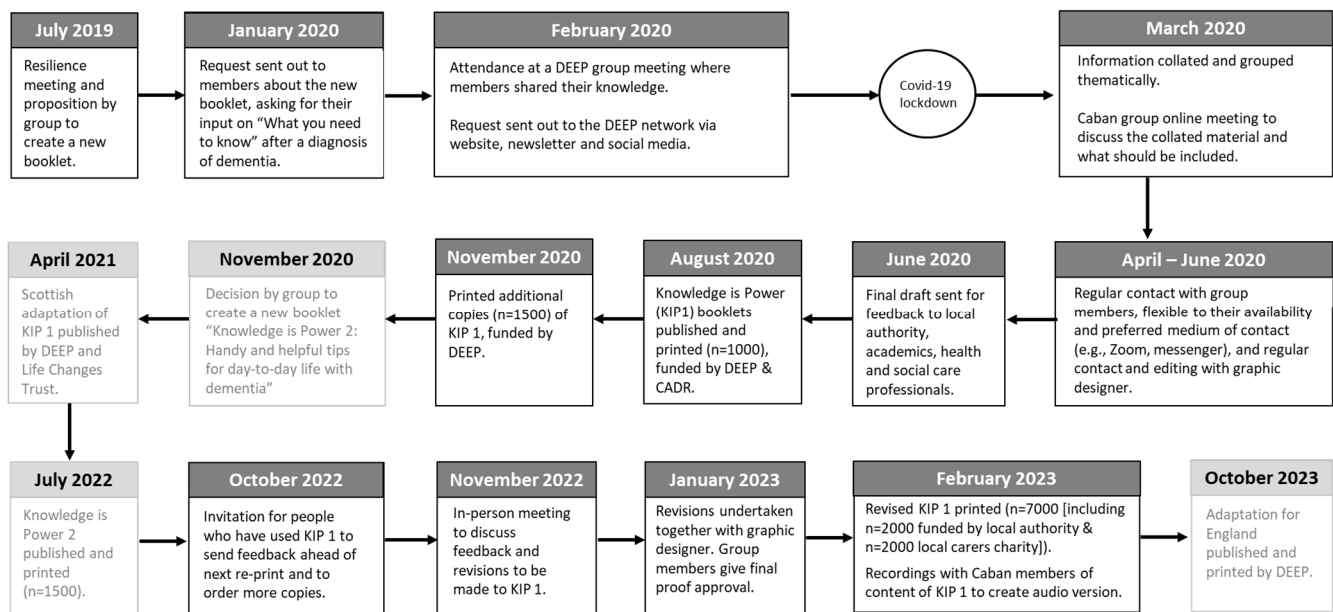 July 2019
Resilience
meeting and
proposition by
group to
create a new
booklet.
January 2020
Request sent out to
members about the new
booklet, asking for their
input on “What you need
to know” after a diagnosis
of dementia.
February 2020
Attendance at a DEEP group meeting where
members shared their knowledge.
Request sent out to the DEEP network via
website, newsletter and social media.
Covid-19
lockdown
March 2020
Information collated and grouped
thematically.
Caban group online meeting to
discuss the collated material and
what should be included.
April – June 2020
Regular contact with group
members, flexible to their availability
and preferred medium of contact
(e.g., Zoom, messenger), and regular
contact and editing with graphic
designer.
June 2020
Final draft sent for
feedback to local
authority,
academics, health
and social care
professionals.
August 2020
Knowledge is Power
(KIP1) booklets
published and
printed (n=1000),
funded by DEEP &
CADR.
November 2020
Printed additional
copies (n=1500) of
KIP 1, funded by
DEEP.
November 2020
Decision by group to
create a new booklet
“Knowledge is Power 2:
Handy and helpful tips
for day-to-day life with
dementia”
April 2021
Scottish
adaptation of
KIP 1 published
by DEEP and
Life Changes
Trust.
July 2022
Knowledge is
Power 2
published and
printed
(n=1500).
October 2022
Invitation for people
who have used KIP 1 to
send feedback ahead of
next re-print and to
order more copies.
November 2022
In-person meeting
to discuss
feedback and
revisions to be
made to KIP 1.
January 2023
Revisions undertaken
together with graphic
designer. Group
members give final
proof approval.
February 2023
Revised KIP 1 printed (n=7000 [including
n=2000 funded by local authority &
n=2000 local carers charity]).
Recordings with Caban members of
content of KIP 1 to create audio version.
October 2023
Adaptation for
England
published and
printed by DEEP.